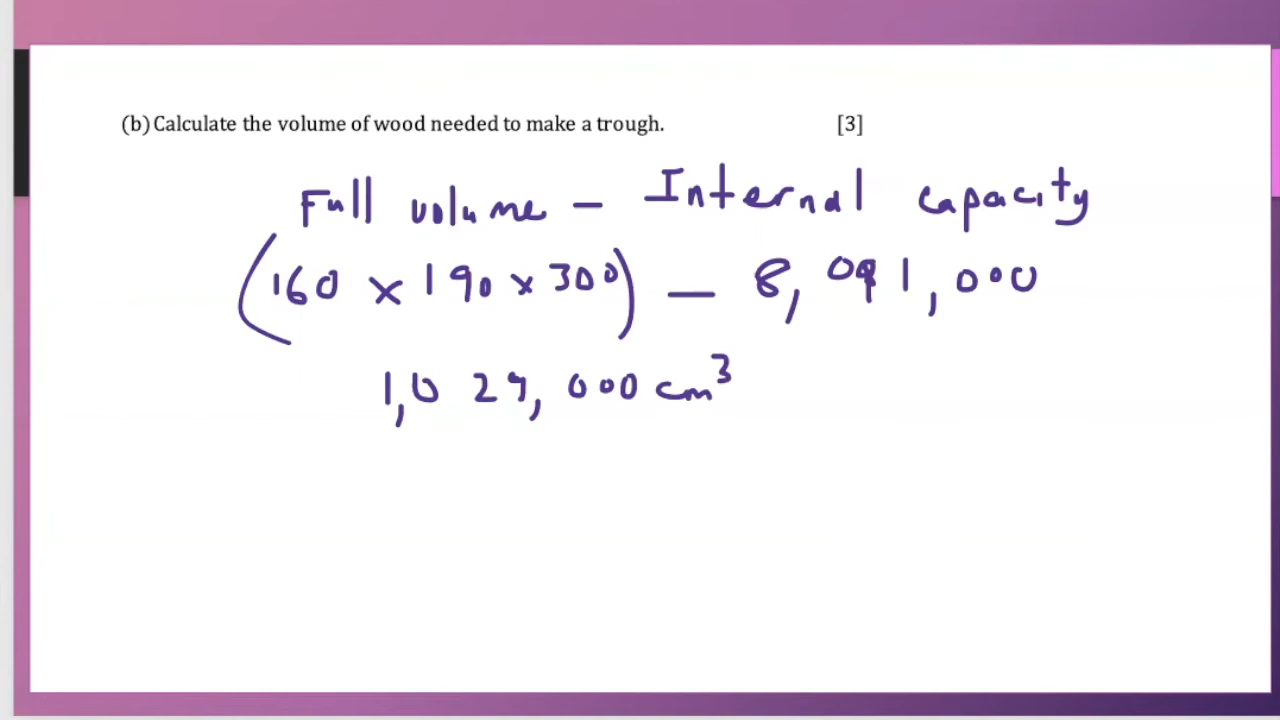 (b) Calculate the volume of wood needed to make a trough. [3]
Full volume – Internal capacity
(160 × 190 × 300) – 8,091,000
1,029,000 cm³